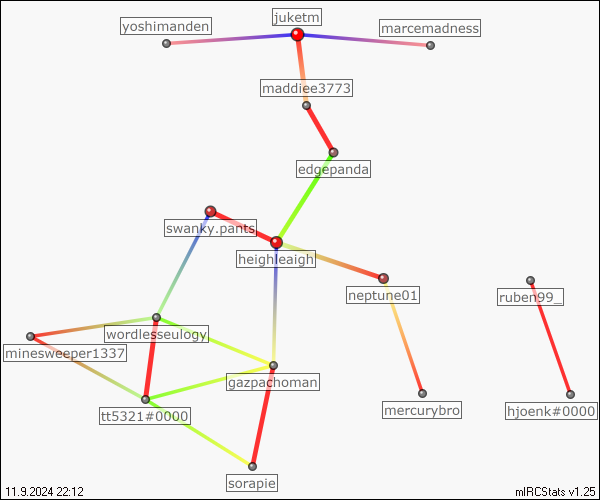 juketm
yoshimanden
marcemadness
maddiee3773
edgepanda
swanky.pants
heighleaigh
neptune01
ruben99_
wordlesseulogy
minesweeper1337
gazpachoman
mercurybro
hjoenk#0000
tt5321#0000
sorapie
11.9.2024 22:12
mIRCStats v1.25